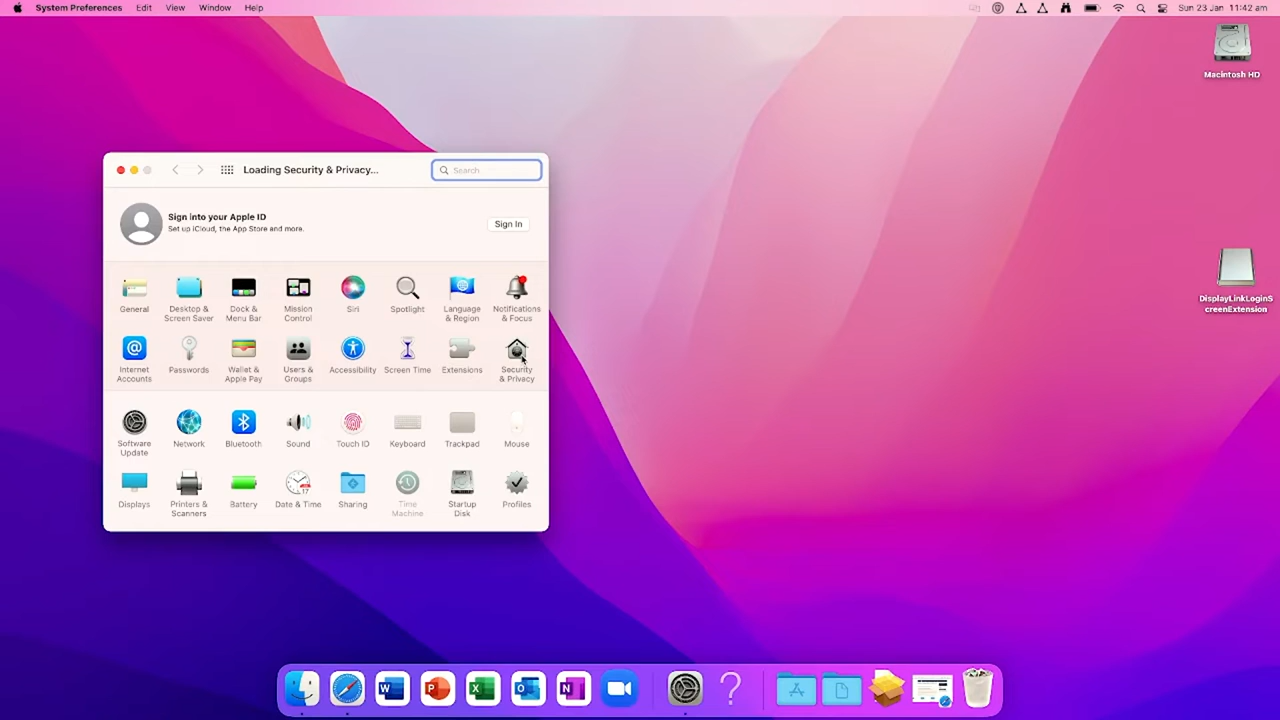 System Preferences Edit View Window Help
Sun 23 Jan 11:42 am
Macintosh HD
Loading Security & Privacy...
Search
Sign into your Apple ID
Set up iCloud, the App Store and more.
Sign In
DisplayLinkLoginS
creenExtension
General
Desktop &
Screen Saver
Dock &
Menu Bar
Mission
Control
Siri
Spotlight
Language
& Region
Notifications
& Focus
Internet
Accounts
Passwords
Wallet &
Apple Pay
Users &
Groups
Accessibility
Screen Time
Extensions
Security
& Privacy
Software
Update
Network
Bluetooth
Sound
Touch ID
Keyboard
Trackpad
Mouse
17
Displays
Printers &
Scanners
Battery
Date & Time
Sharing
Time
Machine
Startup
Disk
Profiles
W
P
X
O
N
?